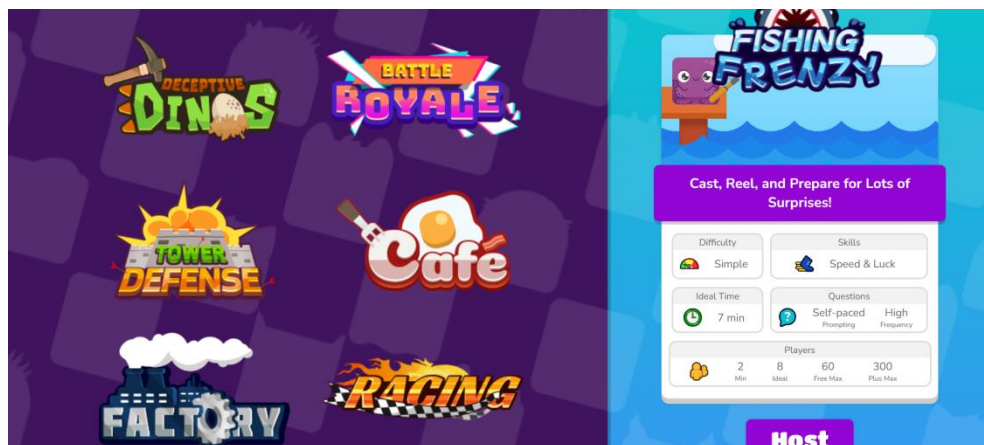 DECEPTIVE
DINOS
BATTLE
ROYALE
TOWER
DEFENSE
Cafe
FACTORY
RACING
FISHING
FRENZY
Cast, Reel, and Prepare for Lots of
Surprises!
Difficulty
Simple
Skills
Speed & Luck
Ideal Time
7 min
Questions
Self-paced High
Prompting Frequency
Players
2 8 60 300
Min Ideal Free Max Plus Max
Host